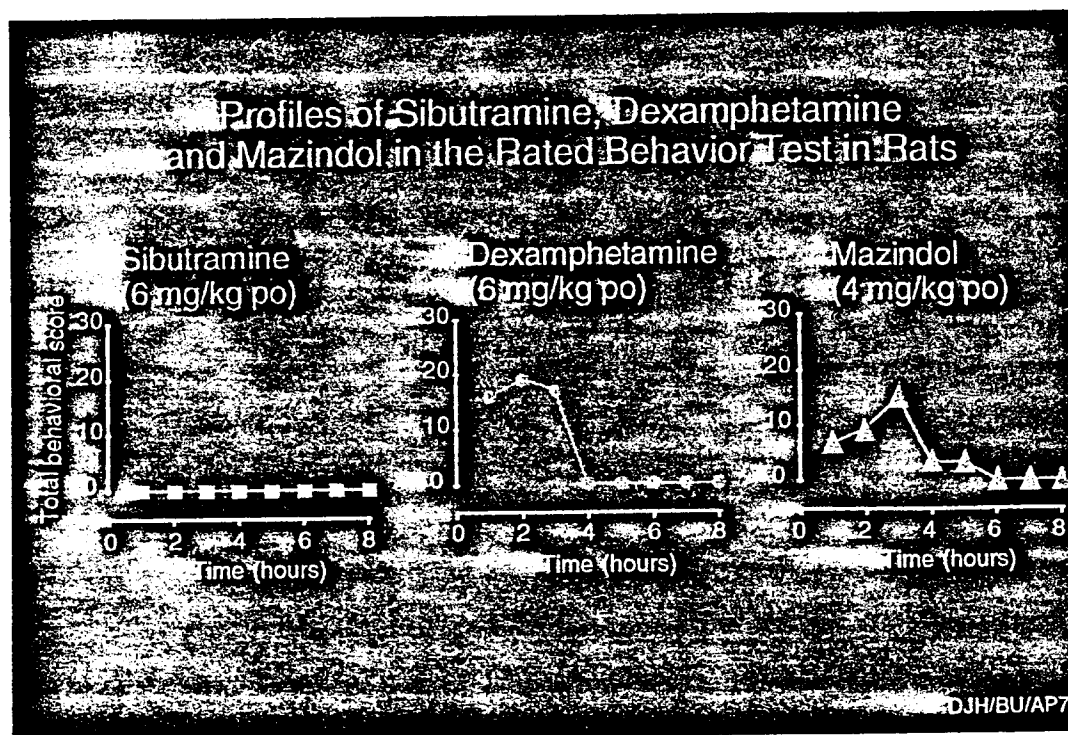 Profiles of Sibutramine, Dexamphetamine
and Mazindol in the Rated Behavior Test in Rats
Sibutramine
(6 mg/kg po)
Total behavioral score
30
20
10
0
0 2 4 6 8
Time (hours)
Dexamphetamine
(6 mg/kg po)
30
20
10
0
0 2 4 6 8
Time (hours)
Mazindol
(4 mg/kg po)
30
20
10
0
0 2 4 6 8
Time (hours)
DJH/BU/AP7